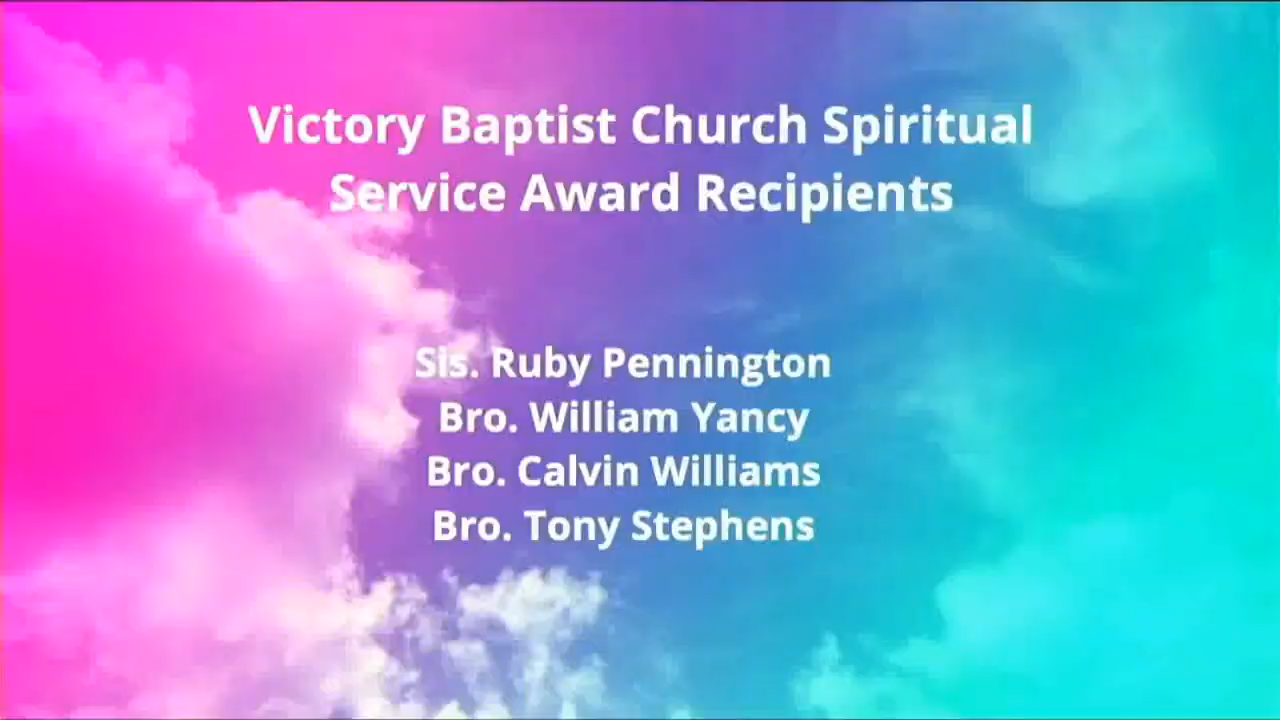 Victory Baptist Church Spiritual
Service Award Recipients
Sis. Ruby Pennington
Bro. William Yancy
Bro. Calvin Williams
Bro. Tony Stephens